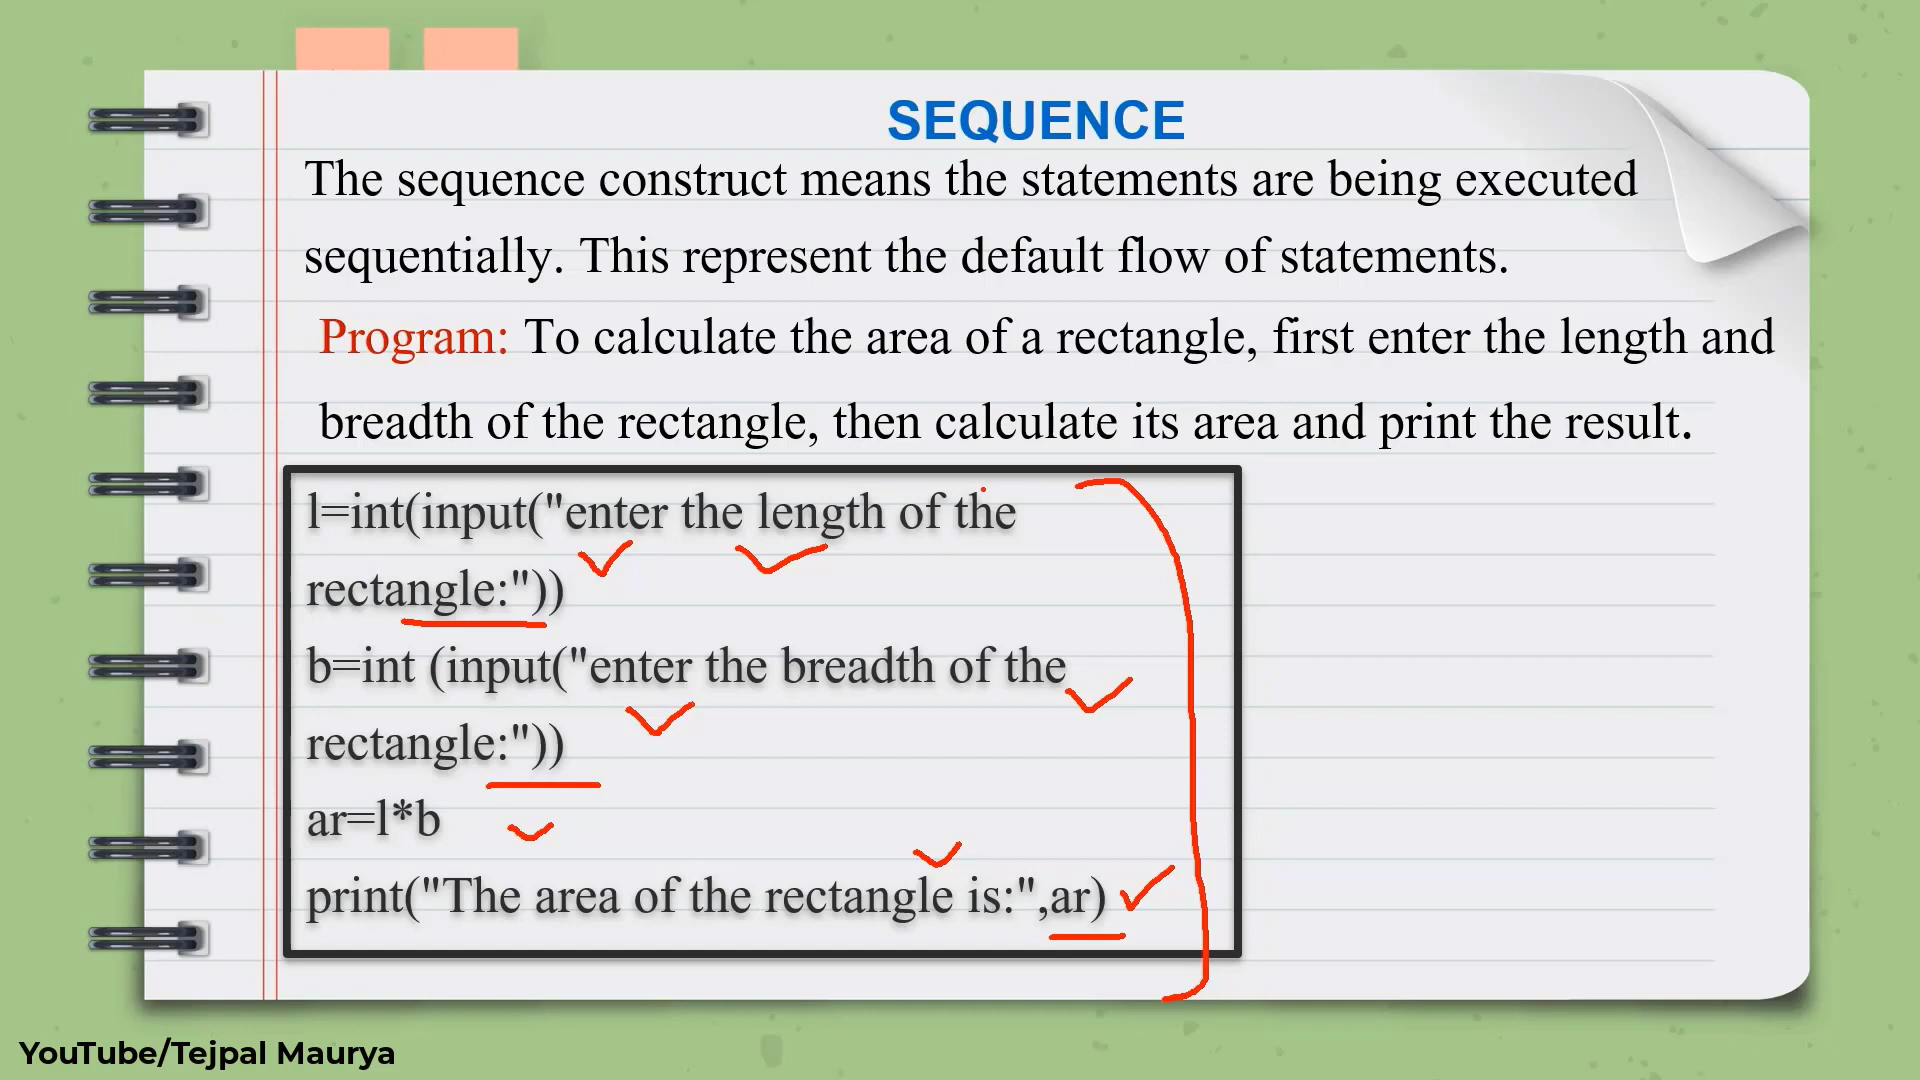 SEQUENCE
The sequence construct means the statements are being executed
sequentially. This represent the default flow of statements.
Program: To calculate the area of a rectangle, first enter the length and
breadth of the rectangle, then calculate its area and print the result.
l=int(input("enter the length of the
rectangle:"))
b=int (input("enter the breadth of the
rectangle:"))
ar=l*b
print("The area of the rectangle is:",ar)
YouTube/Tejpal Maurya